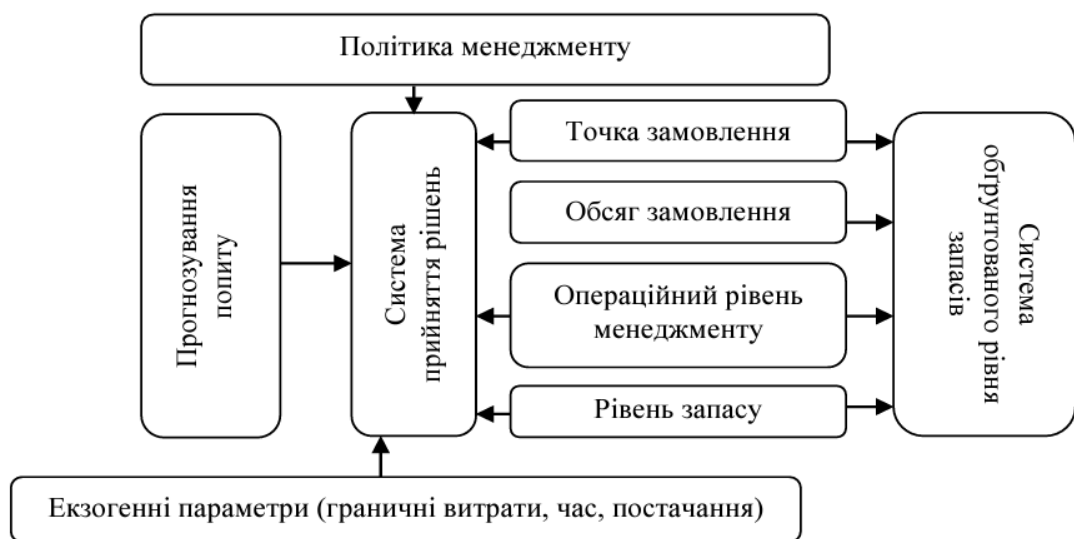 Політика менеджменту
Прогнозування
попиту
Система
прийняття рішень
Точка замовлення
Обсяг замовлення
Операційний рівень
менеджменту
Рівень запасу
Система
обґрунтованого рівня
запасів
Екзогенні параметри (граничні витрати, час, постачання)